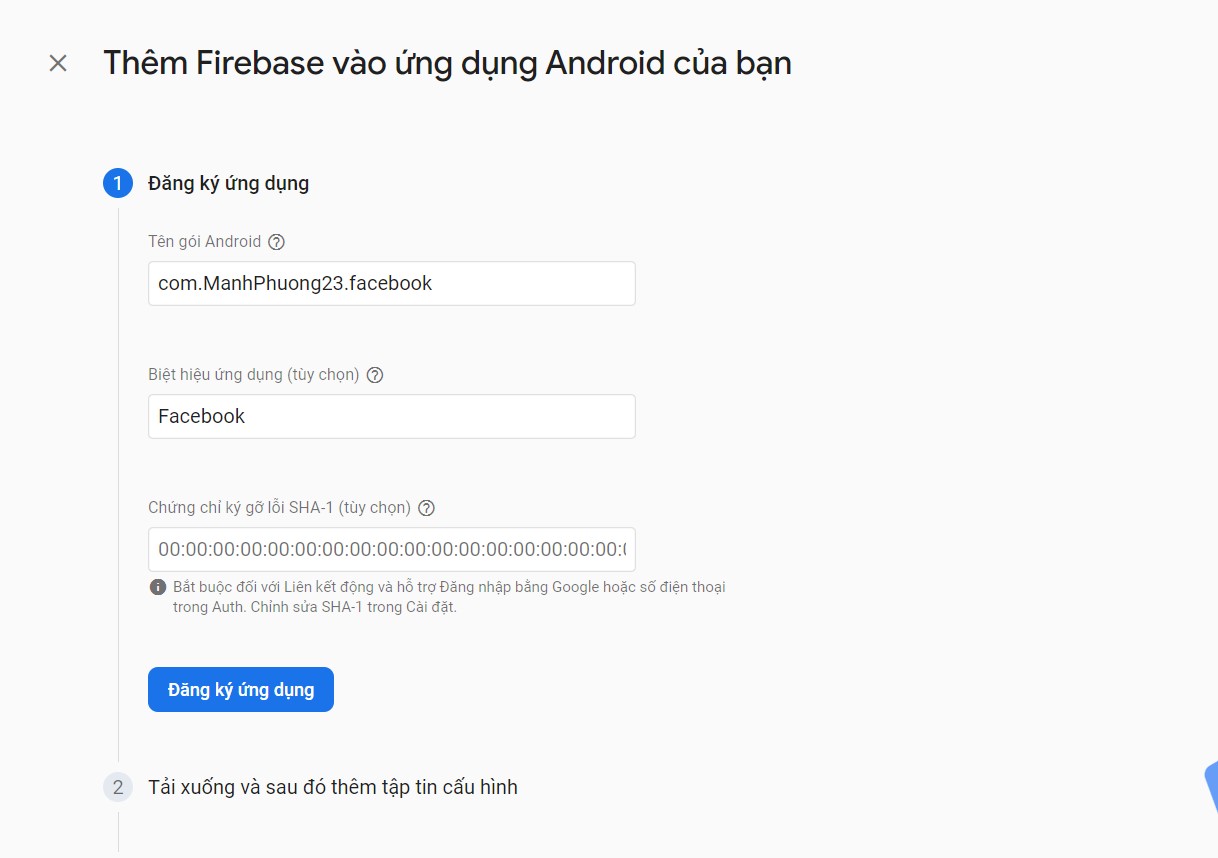 Thêm Firebase vào ứng dụng Android của bạn
1 Đăng ký ứng dụng
Tên gói Android ?
com.ManhPhuong23.facebook
Biệt hiệu ứng dụng (tùy chọn) ?
Facebook
Chứng chỉ ký gỡ lỗi SHA-1 (tùy chọn) ?
00:00:00:00:00:00:00:00:00:00:00:00:00:00:00:00:00:
Bắt buộc đối với Liên kết động và hỗ trợ Đăng nhập bằng Google hoặc số điện thoại
trong Auth. Chỉnh sửa SHA-1 trong Cài đặt.
Đăng ký ứng dụng
2 Tải xuống và sau đó thêm tập tin cấu hình